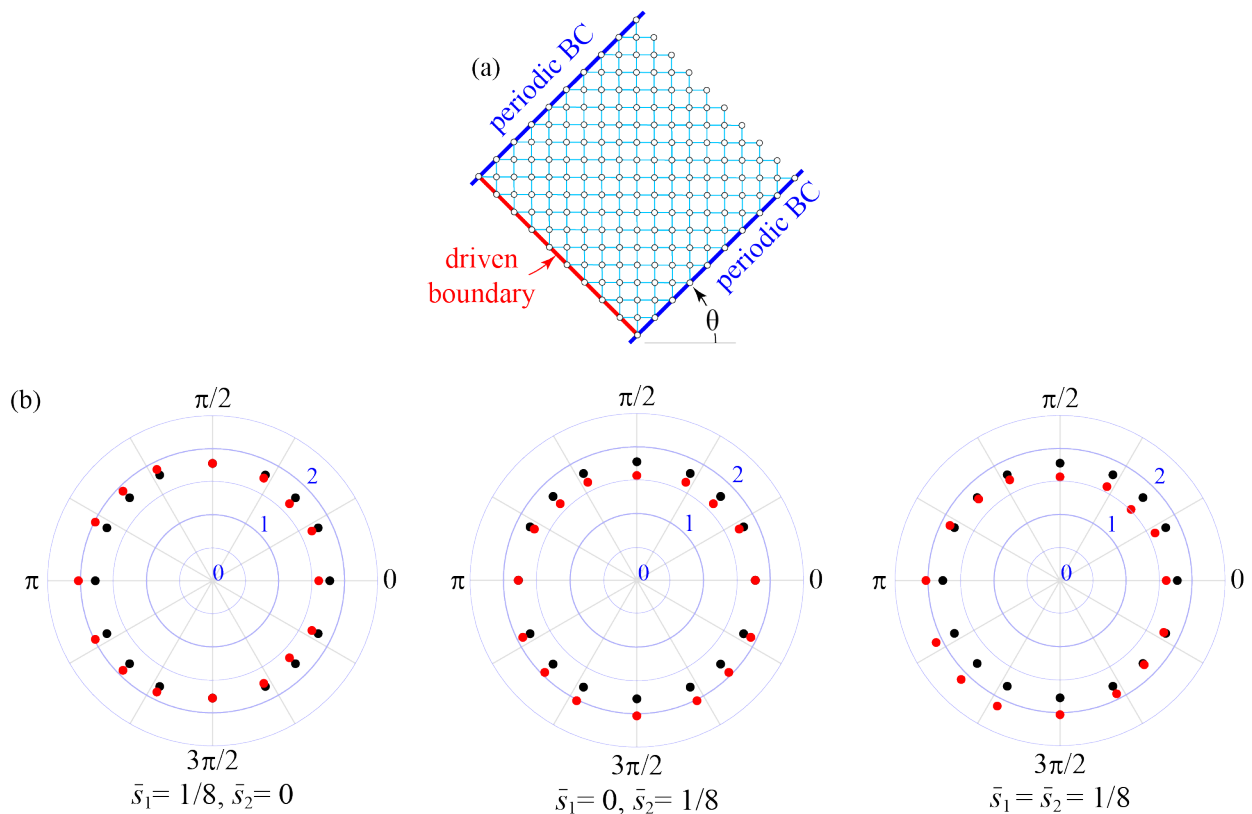 (a)
periodic BC
periodic BC
driven
boundary
θ
(b)
π/2
π/2
π/2
2
2
2
1
1
1
π
0
0
π
0
0
π
0
0
3π/2
3π/2
3π/2
s̄₁= 1/8, s̄₂= 0
s̄₁= 0, s̄₂= 1/8
s̄₁= s̄₂= 1/8